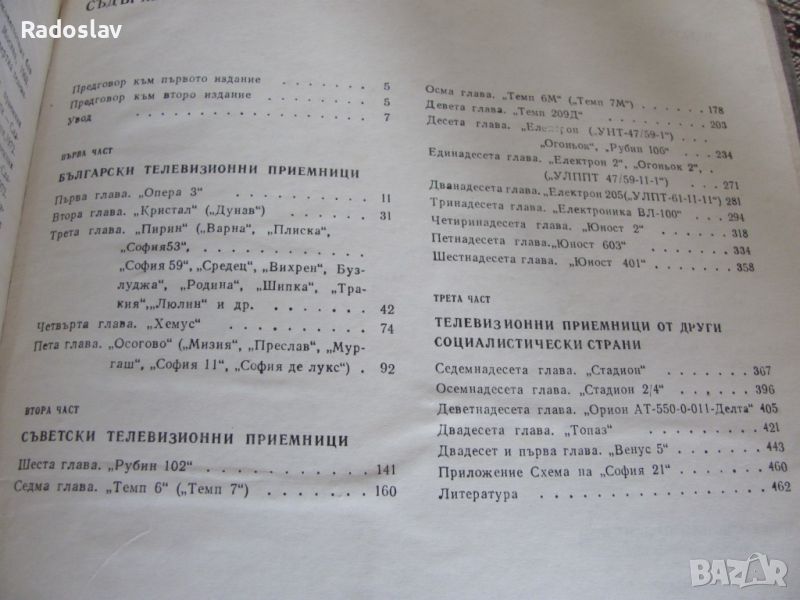 Radoslav
Предговор към първото издание . . . . . . . 5
Предговор към второ издание . . . . . . . . 5
Увод . . . . . . . . . . . . . . 7
ПЪРВА ЧАСТ
БЪЛГАРСКИ ТЕЛЕВИЗИОННИ ПРИЕМНИЦИ
Първа глава. „Опера 3“ . . . . . . . . . . 11
Втора глава. „Кристал“ („Дунав“) . . . . . . 31
Трета глава. „Пирин“ („Варна“, „Плиска“,
„София53“, . . . . . . . . . . .
„София 59“, „Средец“, „Вихрен“, Буз-
луджа“, „Родина“, „Шипка“, „Тра-
кия“,„Люлин“ и др. . . . . . . . . 42
Четвърта глава. „Хемус“ . . . . . . . . . 74
Пета глава. „Осогово“ („Мизия“, „Преслав“, „Мур-
гаш“, „София 11“, „София де лукс“) . 92
ВТОРА ЧАСТ
СЪВЕТСКИ ТЕЛЕВИЗИОННИ ПРИЕМНИЦИ
Шеста глава. „Рубин 102“ . . . . . . . . . 141
Седма глава. „Темп 6“ („Темп 7“) . . . . . . 160
Осма глава. „Темп 6М“ („Темп 7М“) . . . . . 178
Девета глава. „Темп 209Д“ . . . . . . . . 203
Десета глава. „Електрон („УНТ-47/59-1“)
„Огоньок“, „Рубин 106“ . . . . 234
Единадесета глава. „Електрон 2“, „Огоньок 2“,
(„УЛППТ 47/59-11-1“) . . . . . 271
Дванадесета глава. „Електрон 205(„УЛПТ-61-11-11“) 281
Тринадесета глава. „Електроника ВЛ-100“ . . . 294
Четиринадесета глава. „Юност 2“ . . . . . . 318
Петнадесета глава.„Юност 603“ . . . . . . 334
Шестнадесета глава. „Юност 401“ . . . . . . 358
ТРЕТА ЧАСТ
ТЕЛЕВИЗИОННИ ПРИЕМНИЦИ ОТ ДРУГИ
СОЦИАЛИСТИЧЕСКИ СТРАНИ
Седемнадесета глава. „Стадион“ . . . . . . 367
Осемнадесета глава. „Стадион 2/4“ . . . . . 396
Деветнадесета глава. „Орион АТ-550-0-011-Делта“ 405
Двадесета глава. „Топаз“ . . . . . . . . 421
Двадесет и първа глава. „Венус 5“ . . . . . 443
Приложение Схема на „София 21“ . . . . . . 460
Литература . . . . . . . . . . . . 462
BAZAR